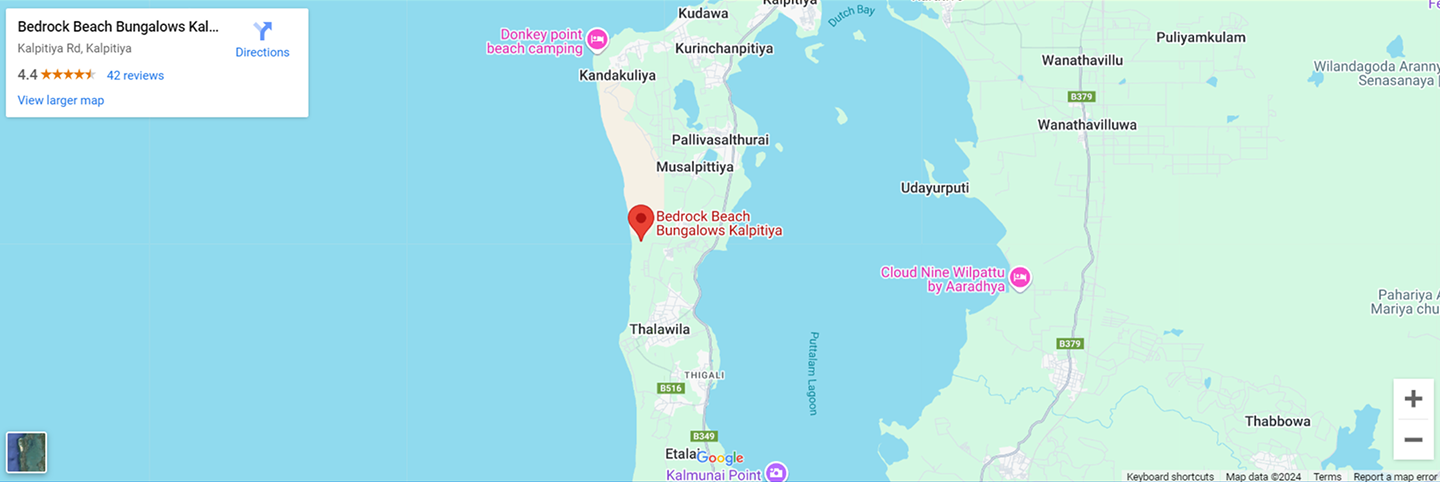 Bedrock Beach Bungalows Kal...
Kalpitiya Rd, Kalpitiya
4.4
42 reviews
View larger map
Directions
Kudawa
Kalpitiya
Dutch Bay
Donkey point
beach camping
Kurinchanpitiya
Kandakuliya
Puliyamkulam
Wanathavillu
Wilandagoda Arany
Senasanaya
B379
Wanathavilluwa
Pallivasalthurai
Musalpittiya
Udayurputi
Bedrock Beach
Bungalows Kalpitiya
Cloud Nine Wilpattu
by Aaradhya
Pahariya A
Mariya chu
Thalawila
Puttalam Lagoon
B379
THIGALI
B516
Thabbowa
B349
Etalai
Google
Kalmunai Point
Keyboard shortcuts
Map data ©2024
Terms
Report a map error